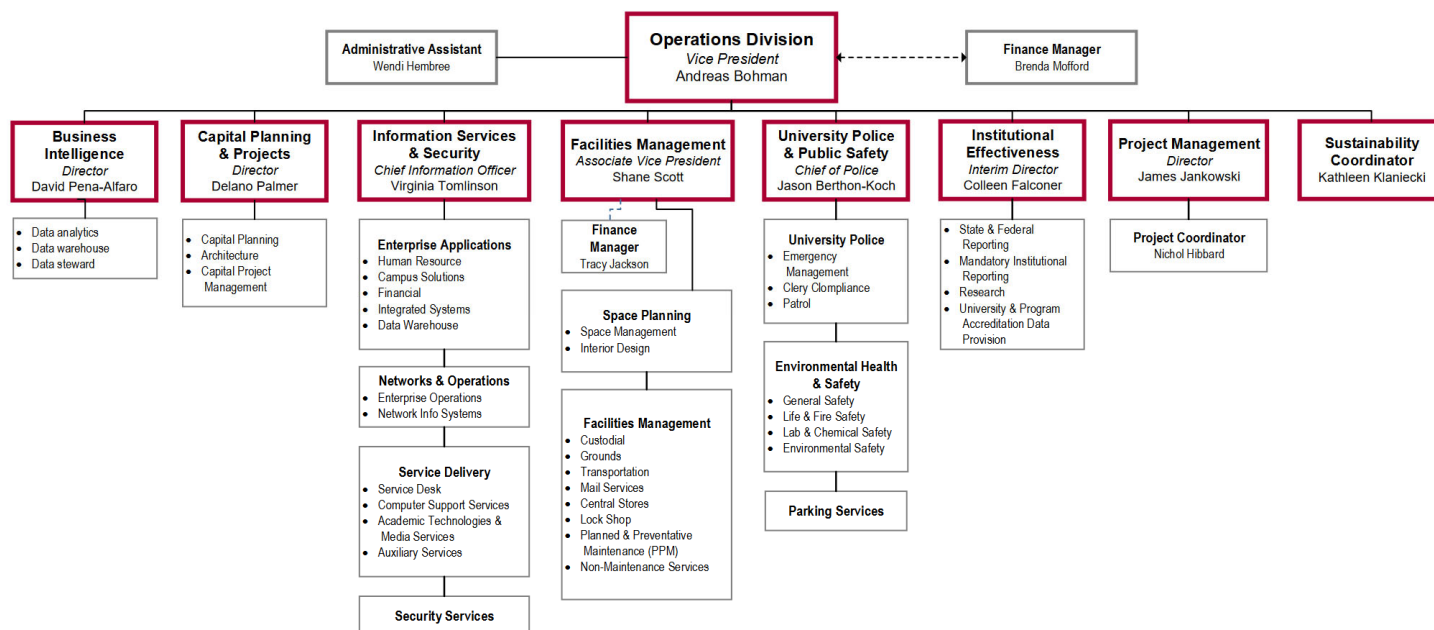 Administrative Assistant
Wendi Hembree
Operations Division
Vice President
Andreas Bohman
Finance Manager
Brenda Mofford
Business
Intelligence
Director
David Pena-Alfaro
• Data analytics
• Data warehouse
• Data steward
Capital Planning
& Projects
Director
Delano Palmer
• Capital Planning
• Architecture
• Capital Project
Management
Information Services
& Security
Chief Information Officer
Virginia Tomlinson
Enterprise Applications
• Human Resource
• Campus Solutions
• Financial
• Integrated Systems
• Data Warehouse
Networks & Operations
• Enterprise Operations
• Network Info Systems
Service Delivery
• Service Desk
• Computer Support Services
• Academic Technologies &
Media Services
• Auxiliary Services
Security Services
Facilities Management
Associate Vice President
Shane Scott
Finance
Manager
Tracy Jackson
Space Planning
• Space Management
• Interior Design
Facilities Management
• Custodial
• Grounds
• Transportation
• Mail Services
• Central Stores
• Lock Shop
• Planned & Preventative
Maintenance (PPM)
• Non-Maintenance Services
University Police
& Public Safety
Chief of Police
Jason Berthon-Koch
University Police
• Emergency
Management
• Clery Clompliance
• Patrol
Environmental Health
& Safety
• General Safety
• Life & Fire Safety
• Lab & Chemical Safety
• Environmental Safety
Parking Services
Institutional
Effectiveness
Interim Director
Colleen Falconer
• State & Federal
Reporting
• Mandatory Institutional
Reporting
• Research
• University & Program
Accreditation Data
Provision
Project Management
Director
James Jankowski
Project Coordinator
Nichol Hibbard
Sustainability
Coordinator
Kathleen Klaniecki